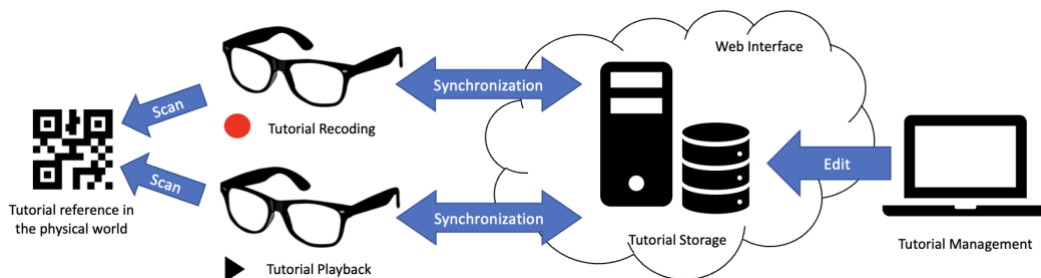 Web Interface
Scan
Synchronization
Tutorial Recoding
Scan
Edit
Tutorial reference in
the physical world
Synchronization
Tutorial Storage
Tutorial Management
Tutorial Playback